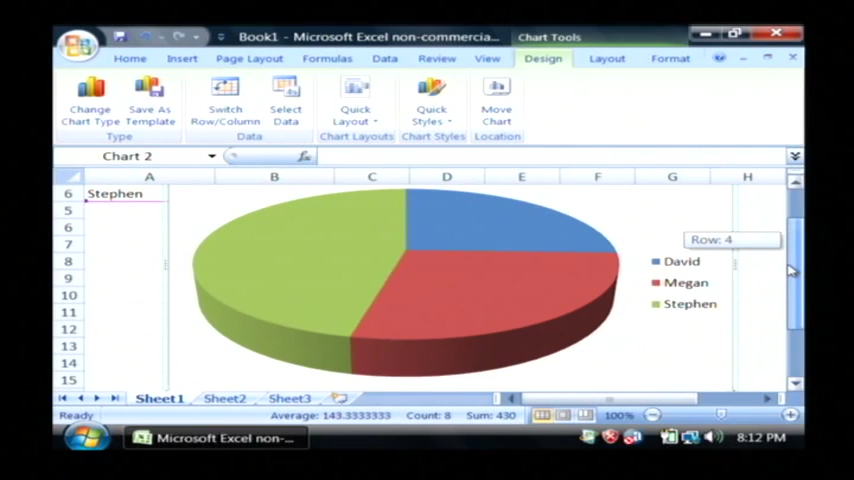 Book1 - Microsoft Excel non-commercia... Chart Tools
Home Insert Page Layout Formulas Data Review View Design Layout Format
Change Chart Type
Save As Template
Type
Switch Row/Column
Select Data
Data
Quick Layout
Chart Layouts
Quick Styles
Chart Styles
Move Chart
Location
Chart 2 fx
A B C D E F G H
6 Stephen
5
6
7
8
9
10
11
12
13
14
15
Row: 4
David
Megan
Stephen
Sheet1 Sheet2 Sheet3
Ready Average: 143.3333333 Count: 8 Sum: 430 100%
Microsoft Excel non-... 8:12 PM